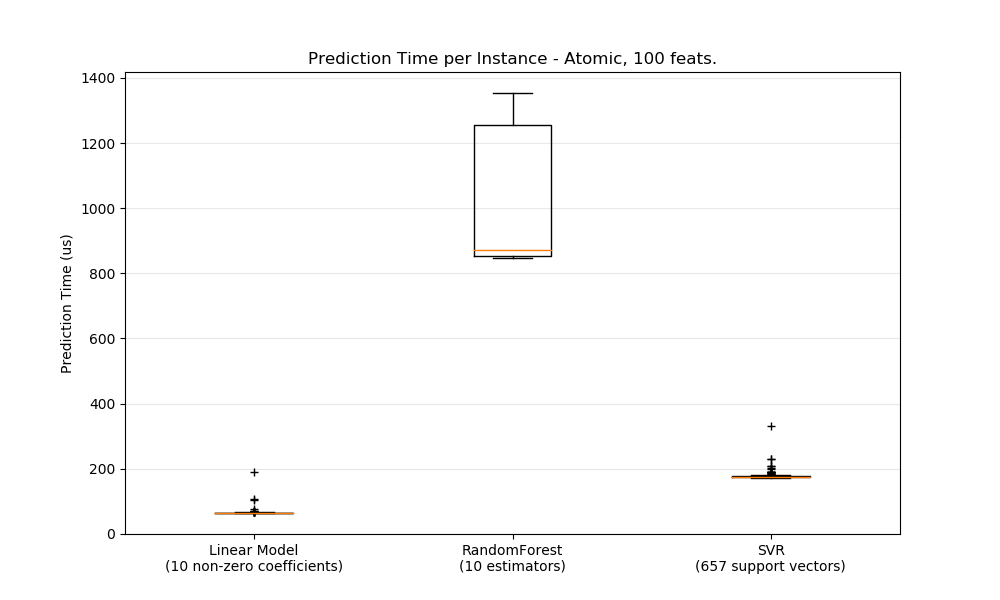 Prediction Time per Instance - Atomic, 100 feats.
1400
1200
1000
800
600
400
200
0
Prediction Time (us)
Linear Model
(10 non-zero coefficients)
RandomForest
(10 estimators)
SVR
(657 support vectors)